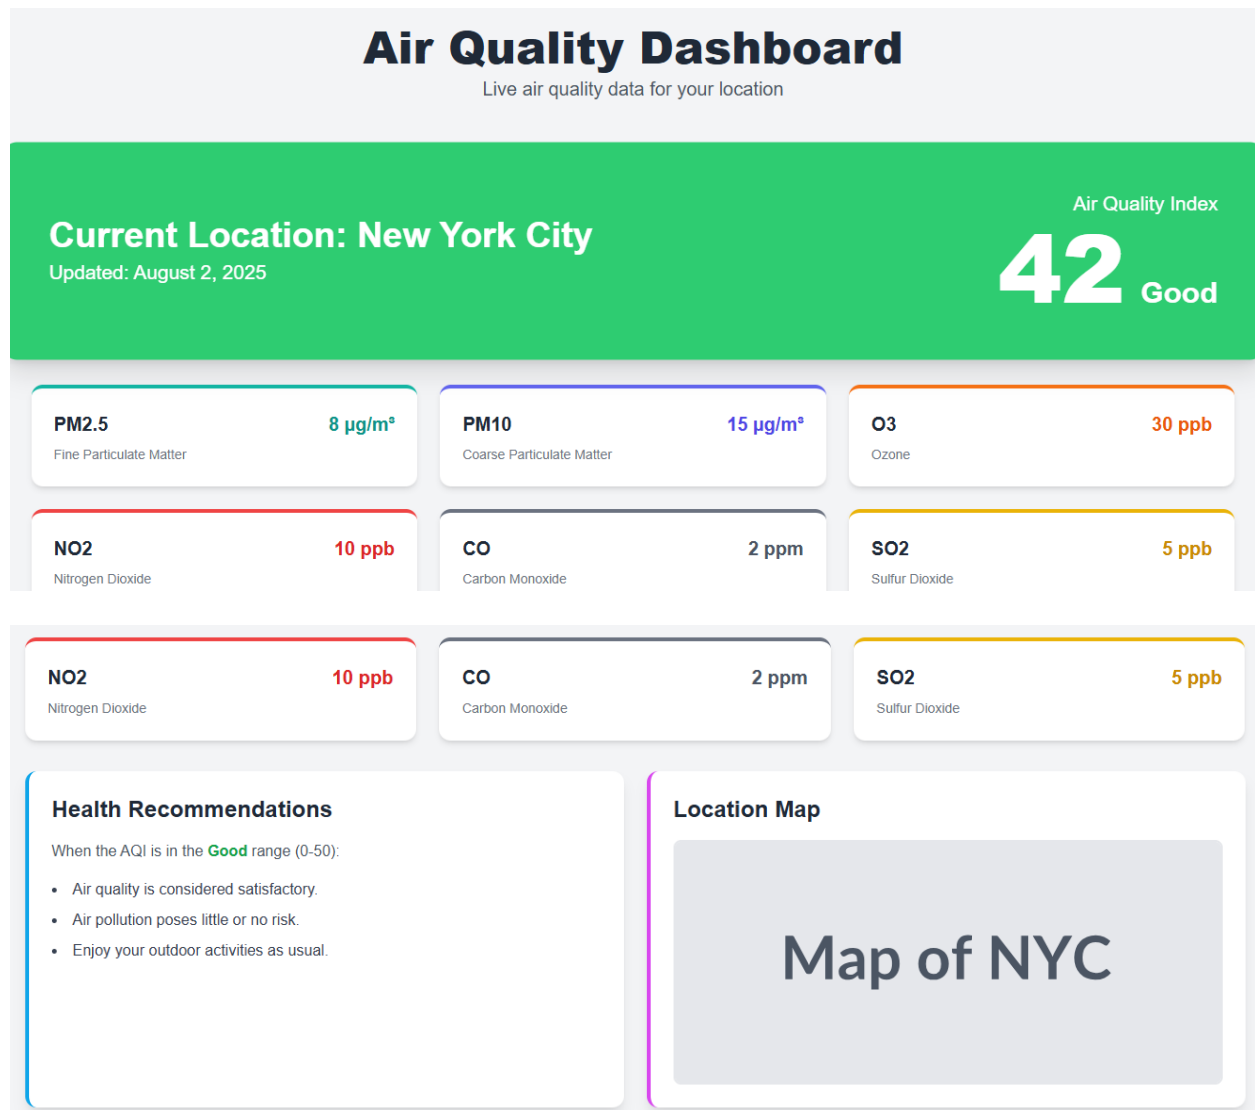 Air Quality Dashboard
Live air quality data for your location
Current Location: New York City
Updated: August 2, 2025
Air Quality Index
42 Good
PM2.5 8 µg/m³
Fine Particulate Matter
PM10 15 µg/m³
Coarse Particulate Matter
O3 30 ppb
Ozone
NO2 10 ppb
Nitrogen Dioxide
CO 2 ppm
Carbon Monoxide
SO2 5 ppb
Sulfur Dioxide
NO2 10 ppb
Nitrogen Dioxide
CO 2 ppm
Carbon Monoxide
SO2 5 ppb
Sulfur Dioxide
Health Recommendations
When the AQI is in the Good range (0-50):
• Air quality is considered satisfactory.
• Air pollution poses little or no risk.
• Enjoy your outdoor activities as usual.
Location Map
Map of NYC